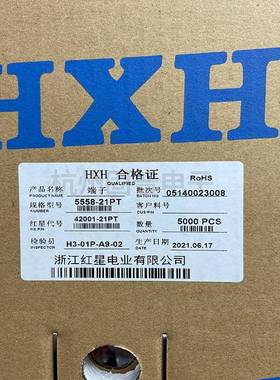 HXH
HXH 合格证 RoHS
QUALIFIED
产品名称 端子 批次号 05140023008
PRODUCT NAME BATCH NO
规格型号 5558-21PT 客户料号
NUMBER CUS P/N
红星代号 42001-21PT 数量 5000 PCS
HX P/N QUANTITY
检验员 H3-01P-A9-02 生产日期 2021.06.17
INSPECTOR DATE
浙江红星电业有限公司